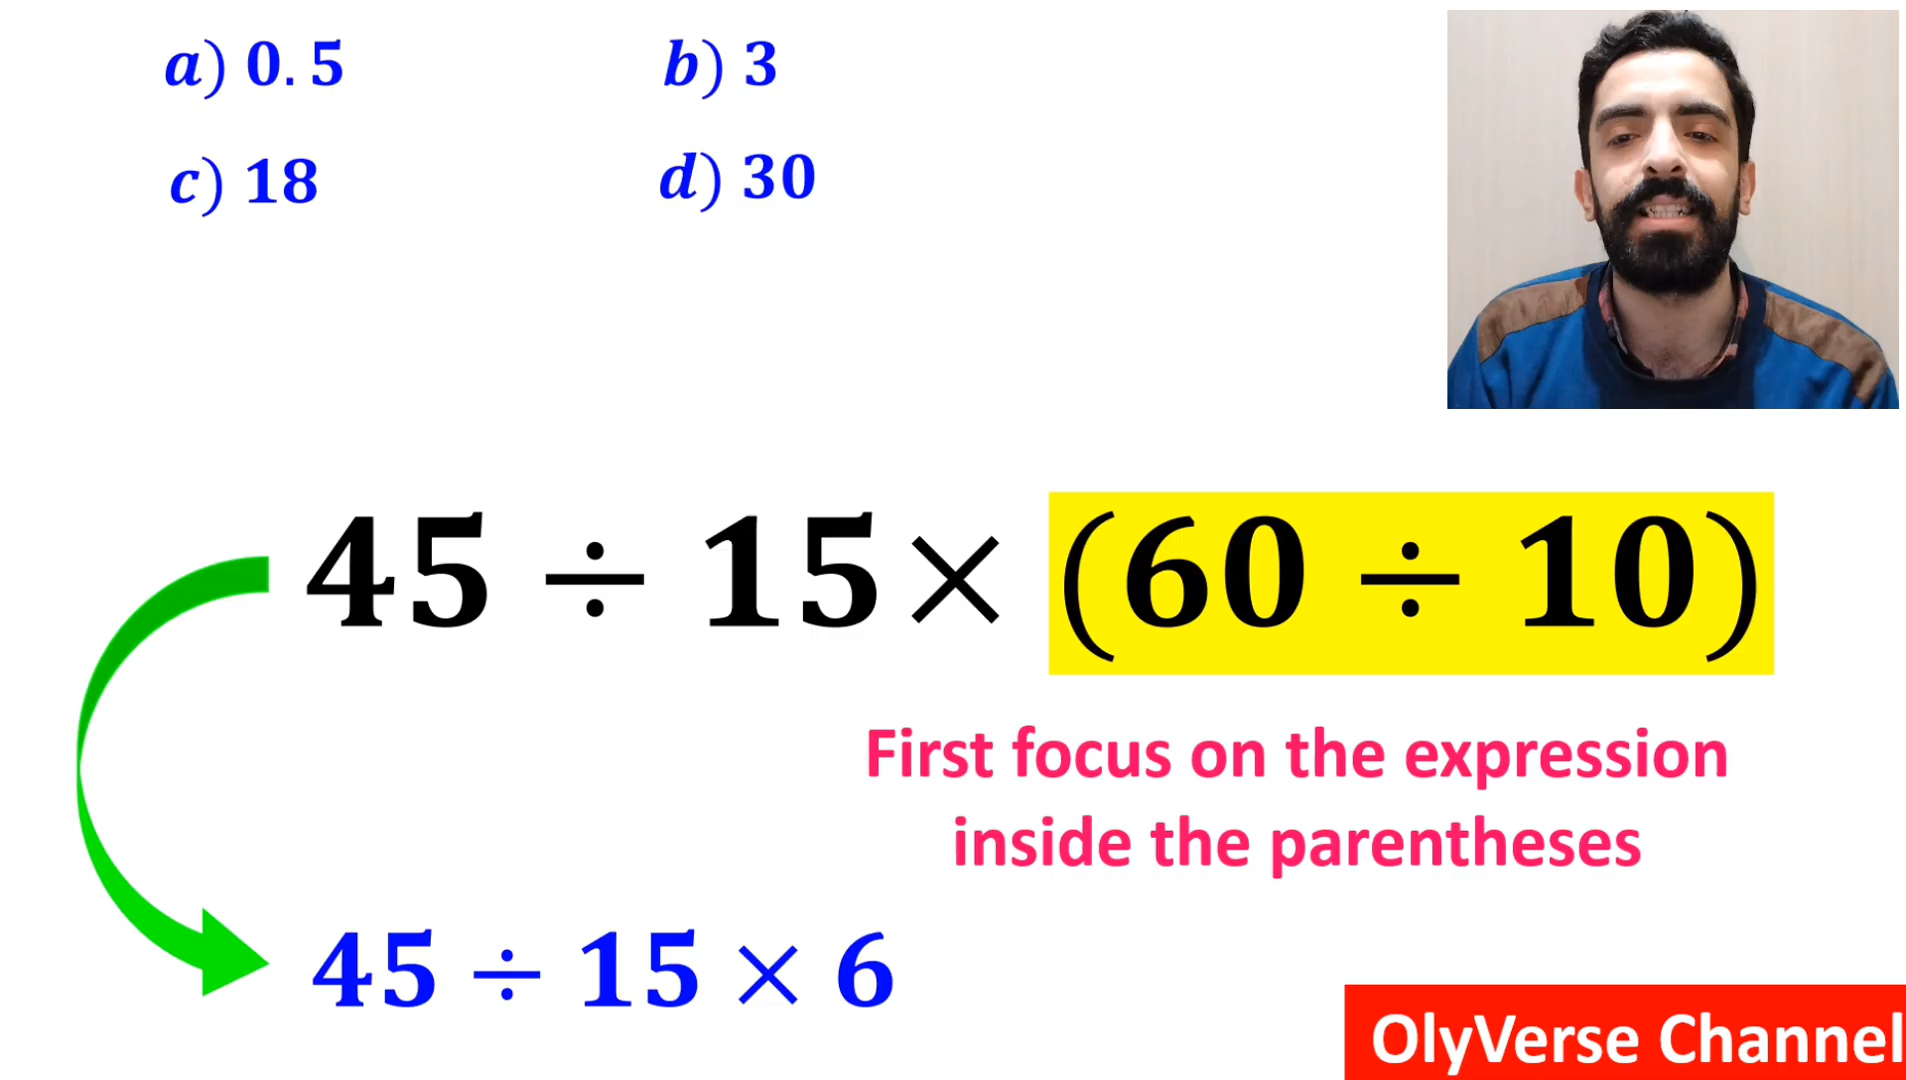 a) 0.5
b) 3
c) 18
d) 30
45 ÷ 15 × (60 ÷ 10)
First focus on the expression
inside the parentheses
45 ÷ 15 × 6
OlyVerse Channel